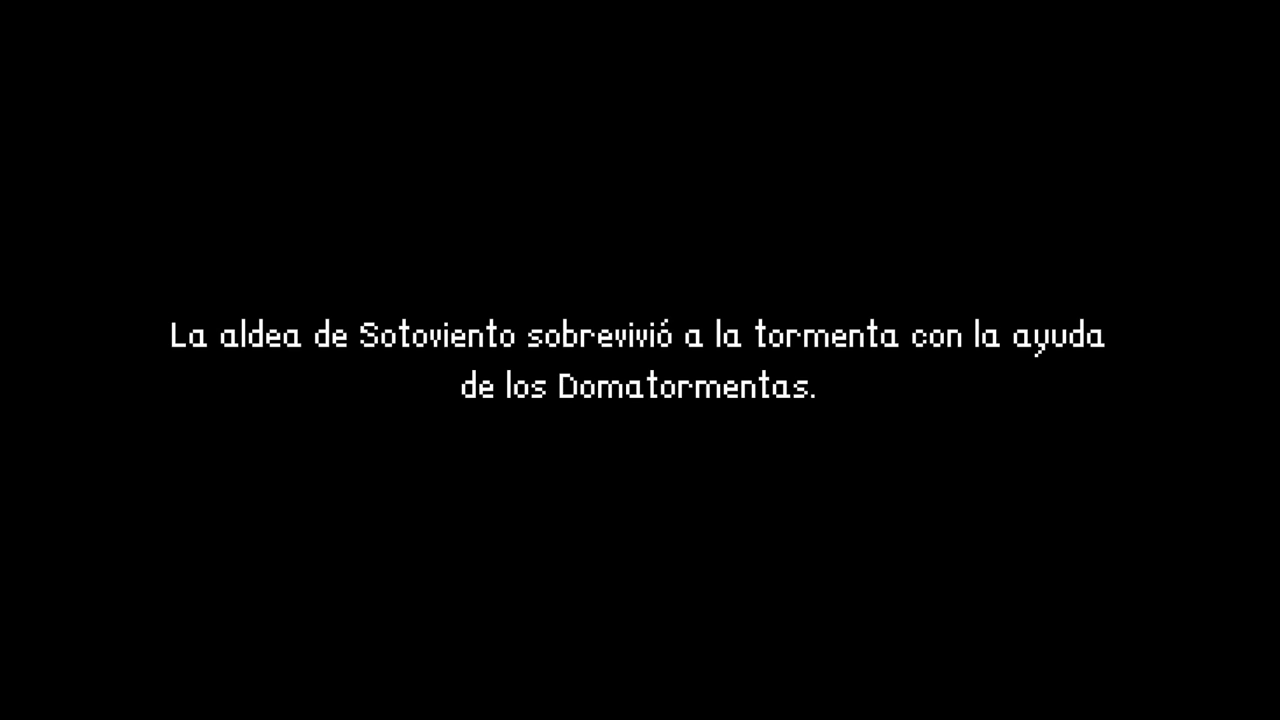 La aldea de Sotoviento sobrevivió a la tormenta con la ayuda
de los Domatormentas.